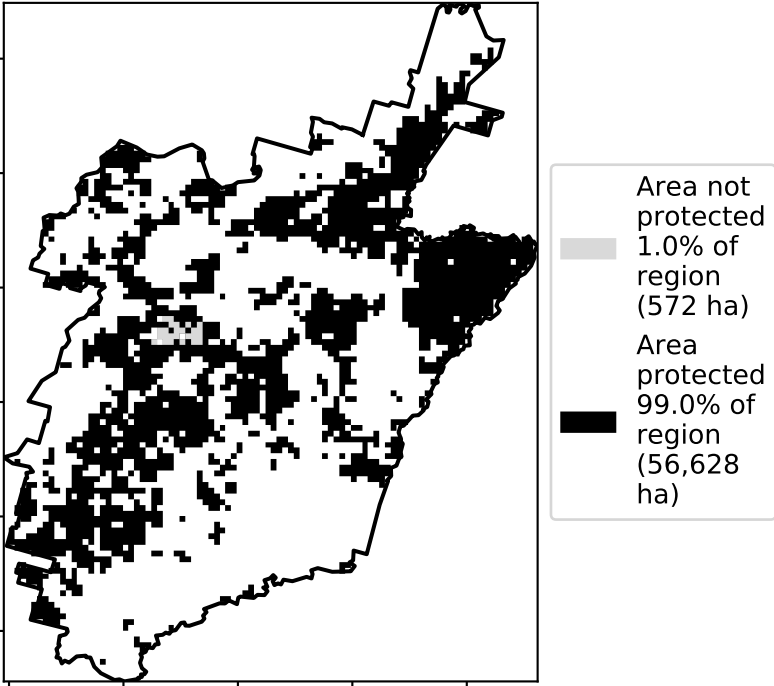 Area not
protected
1.0% of
region
(572 ha)
Area
protected
99.0% of
region
(56,628
ha)